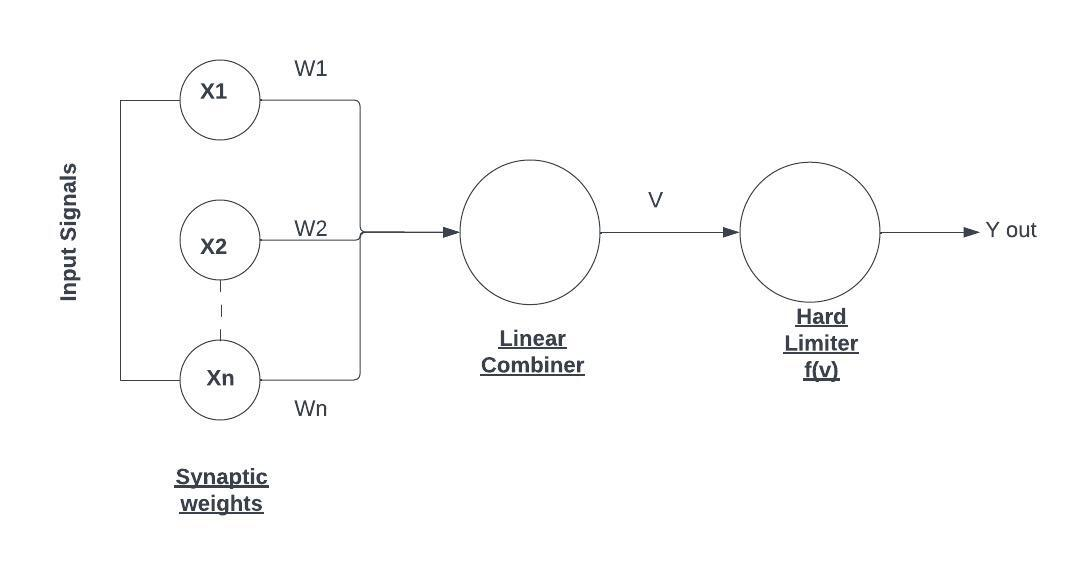 Input Signals
X1
W1
X2
W2
Xn
Wn
Synaptic
weights
Linear
Combiner
V
Hard
Limiter
f(v)
Y out